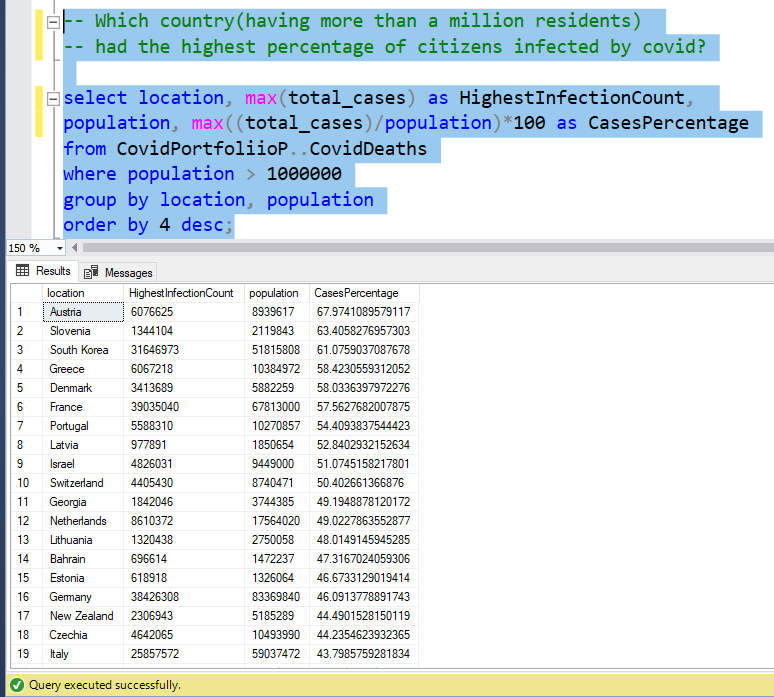 -- Which country(having more than a million residents)
-- had the highest percentage of citizens infected by covid?
select location, max(total_cases) as HighestInfectionCount,
population, max((total_cases)/population)*100 as CasesPercentage
from CovidPortfoliioP..CovidDeaths
where population > 1000000
group by location, population
order by 4 desc;
150 %
Results Messages
location HighestInfectionCount population CasesPercentage
1 Austria 6076625 8939617 67.9741089579117
2 Slovenia 1344104 2119843 63.4058276957303
3 South Korea 31646973 51815808 61.0759037087678
4 Greece 6067218 10384972 58.4230559312052
5 Denmark 3413689 5882259 58.0336397972276
6 France 39035040 67813000 57.5627682007875
7 Portugal 5588310 10270857 54.4093837544423
8 Latvia 977891 1850654 52.8402932152634
9 Israel 4826031 9449000 51.0745158217801
10 Switzerland 4405430 8740471 50.402661366876
11 Georgia 1842046 3744385 49.1948878120172
12 Netherlands 8610372 17564020 49.0227863552877
13 Lithuania 1320438 2750058 48.0149145945285
14 Bahrain 696614 1472237 47.3167024059306
15 Estonia 618918 1326064 46.6733129019414
16 Germany 38426308 83369840 46.0913778891743
17 New Zealand 2306943 5185289 44.4901528150119
18 Czechia 4642065 10493990 44.2354623932365
19 Italy 25857572 59037472 43.7985759281834
Query executed successfully.